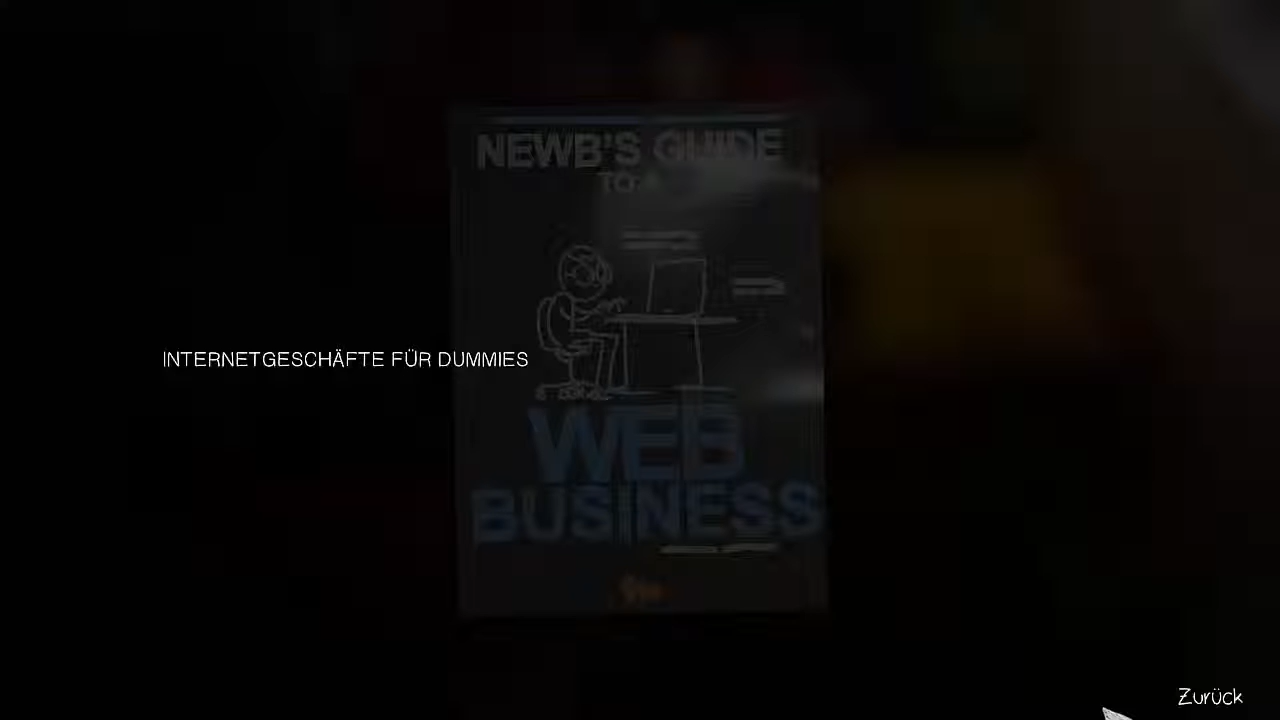 NEWB'S GUIDE
TO A
INTERNETGESCHÄFTE FÜR DUMMIES
WEB
BUSINESS
Zurück